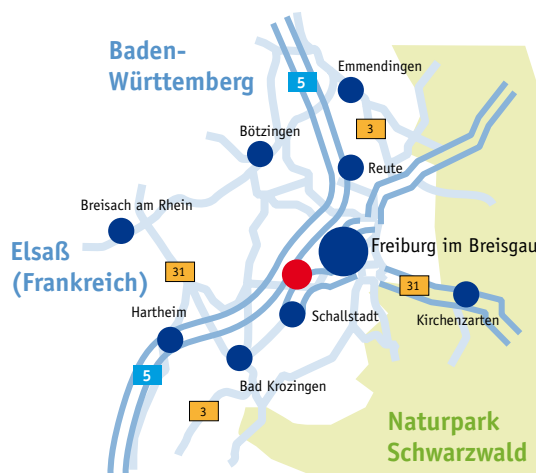 Baden-
Württemberg
Emmendingen
5
3
Bötzingen
Reute
Breisach am Rhein
Elsaß
(Frankreich)
Freiburg im Breisgau
31
31
Hartheim
Schallstadt
Kirchenzarten
5
Bad Krozingen
3
Naturpark
Schwarzwald